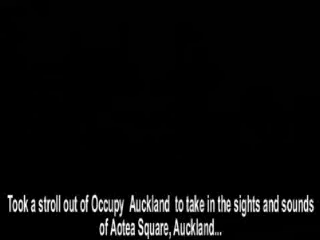 Took a stroll out of Occupy Auckland to take in the sights and sounds
of Aotea Square, Auckland...